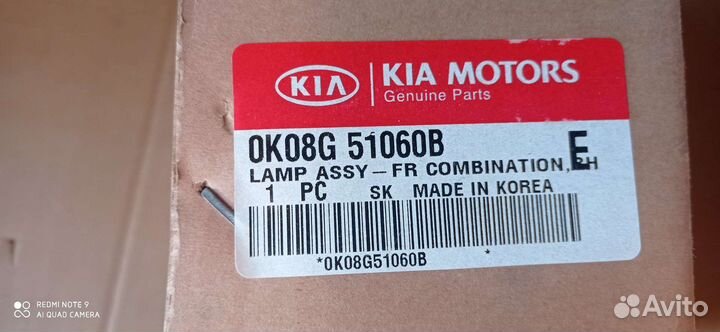 KIA
KIA MOTORS
Genuine Parts
0K08G 51060B
E
LAMP ASSY-FR COMBINATION, RH
1 PC SK MADE IN KOREA
*0K08G51060B *
REDMI NOTE 9
AI QUAD CAMERA
Avito